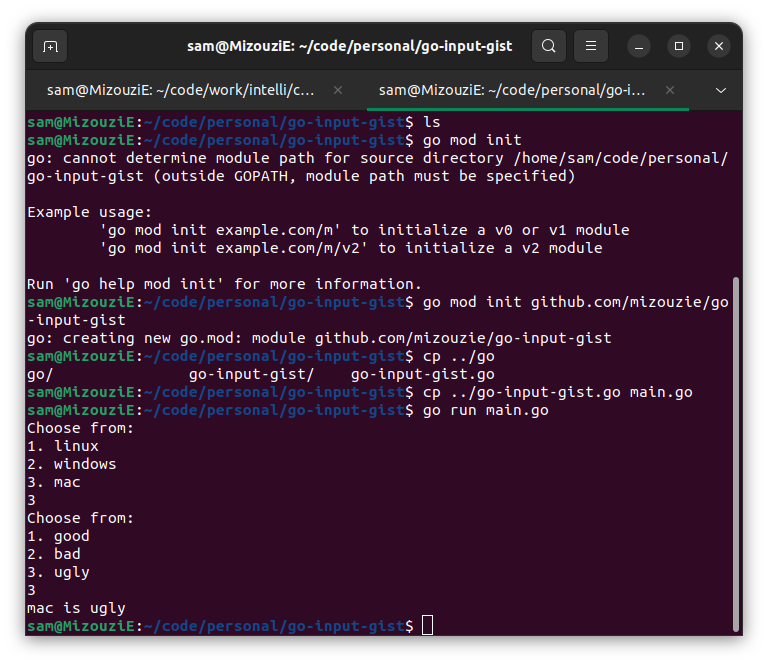 sam@MizouziE: ~/code/personal/go-input-gist
sam@MizouziE: ~/code/work/intelli/c...
sam@MizouziE: ~/code/personal/go-i...
sam@MizouziE:~/code/personal/go-input-gist$ ls
sam@MizouziE:~/code/personal/go-input-gist$ go mod init
go: cannot determine module path for source directory /home/sam/code/personal/
go-input-gist (outside GOPATH, module path must be specified)

Example usage:
        'go mod init example.com/m' to initialize a v0 or v1 module
        'go mod init example.com/m/v2' to initialize a v2 module

Run 'go help mod init' for more information.
sam@MizouziE:~/code/personal/go-input-gist$ go mod init github.com/mizouzie/go
-input-gist
go: creating new go.mod: module github.com/mizouzie/go-input-gist
sam@MizouziE:~/code/personal/go-input-gist$ cp ../go
go/               go-input-gist/    go-input-gist.go
sam@MizouziE:~/code/personal/go-input-gist$ cp ../go-input-gist.go main.go
sam@MizouziE:~/code/personal/go-input-gist$ go run main.go
Choose from:
1. linux
2. windows
3. mac
3
Choose from:
1. good
2. bad
3. ugly
3
mac is ugly
sam@MizouziE:~/code/personal/go-input-gist$